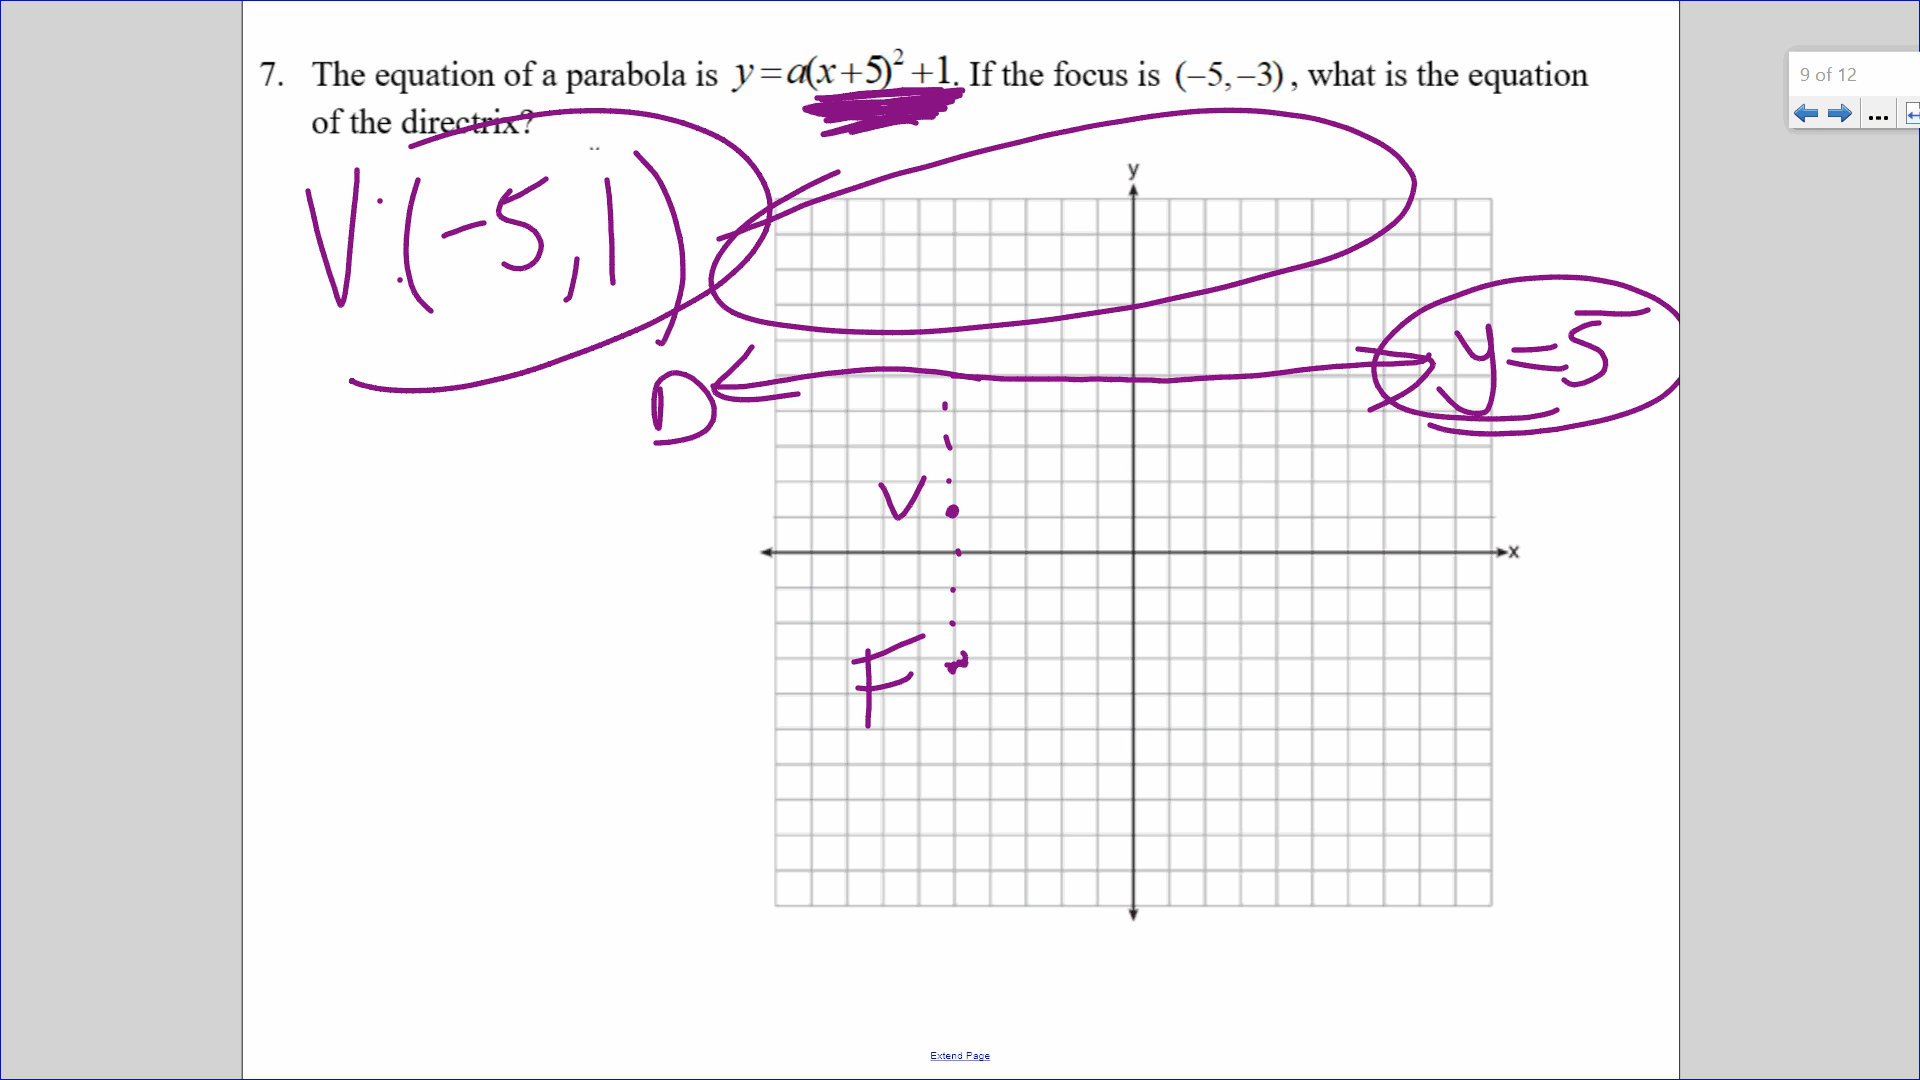 7. The equation of a parabola is y=a(x+5)²+1. If the focus is (−5,−3), what is the equation
of the directrix?
9 of 12
...
y
V:(-5,1)
y=5
D
V
x
F
Extend Page